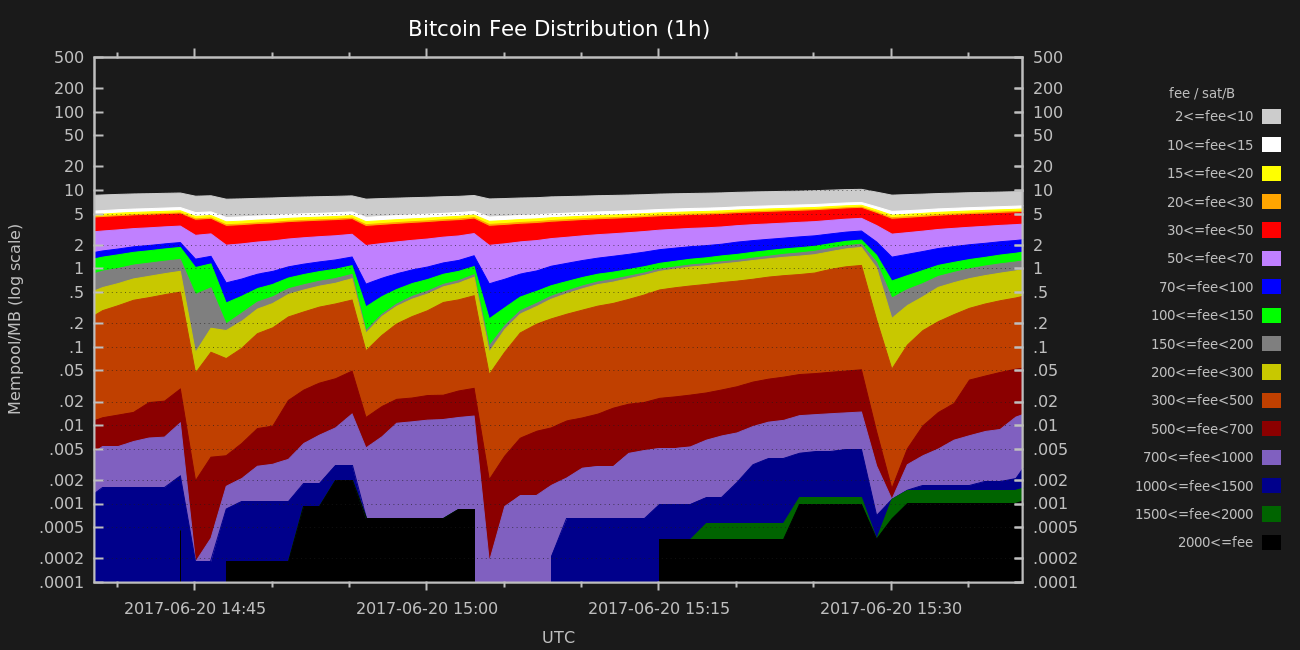 Bitcoin Fee Distribution (1h)
Mempool/MB (log scale)
500
200
100
50
20
10
5
2
1
.5
.2
.1
.05
.02
.01
.005
.002
.001
.0005
.0002
.0001
500
200
100
50
20
10
5
2
1
.5
.2
.1
.05
.02
.01
.005
.002
.001
.0005
.0002
.0001
2017-06-20 14:45
2017-06-20 15:00
2017-06-20 15:15
2017-06-20 15:30
UTC
fee / sat/B
2<=fee<10
10<=fee<15
15<=fee<20
20<=fee<30
30<=fee<50
50<=fee<70
70<=fee<100
100<=fee<150
150<=fee<200
200<=fee<300
300<=fee<500
500<=fee<700
700<=fee<1000
1000<=fee<1500
1500<=fee<2000
2000<=fee